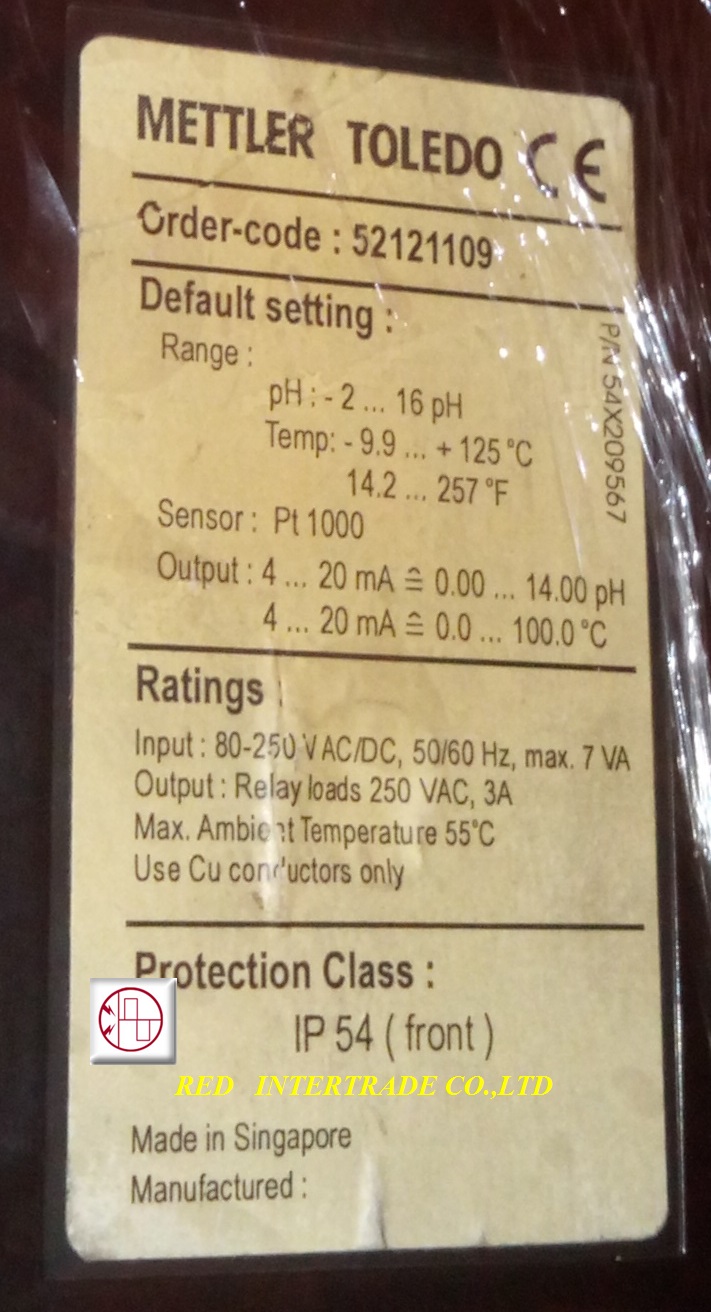 METTLER TOLEDO CE
Order-code : 52121109
Default setting :
Range :
pH : - 2 ... 16 pH
Temp: - 9.9 ... + 125 °C
14.2 ... 257 °F
Sensor : Pt 1000
Output : 4 ... 20 mA ≙ 0.00 ... 14.00 pH
4 ... 20 mA ≙ 0.0 ... 100.0 °C
P/N 54X209567
Ratings :
Input : 80-250 V AC/DC, 50/60 Hz, max. 7 VA
Output : Relay loads 250 VAC, 3A
Max. Ambient Temperature 55°C
Use Cu conductors only
Protection Class :
IP 54 ( front )
RED INTERTRADE CO.,LTD
Made in Singapore
Manufactured :